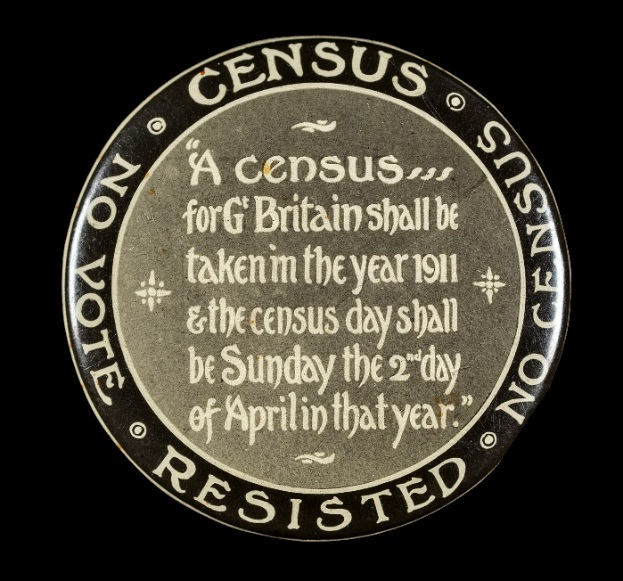 CENSUS
NO VOTE
NO CENSUS
RESISTED
"A census...
for Gt Britain shall be
taken in the year 1911
& the census day shall
be Sunday the 2nd day
of April in that year."